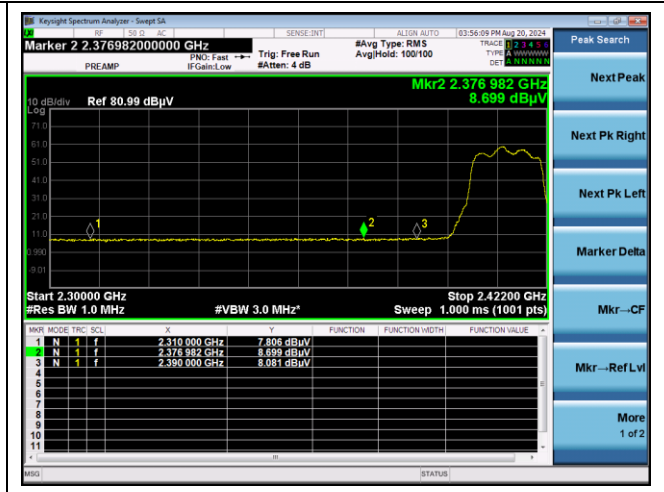 Keysight Spectrum Analyzer - Swept SA
RF 50 Ω AC SENSE:INT ALIGN AUTO 03:56:09 PM Aug 20, 2024
Marker 2 2.376982000000 GHz
PREAMP
PNO: Fast
IFGain:Low
Trig: Free Run
#Atten: 4 dB
#Avg Type: RMS
Avg|Hold: 100/100
TRACE 1 2 3 4 5 6
TYPE A WWWWW
DET A N N N N N
Mkr2 2.376 982 GHz
8.699 dBµV
10 dB/div Ref 80.99 dBµV
Log
71.0
61.0
51.0
41.0
31.0
21.0
11.0
0.990
-9.01
1
2
3
Start 2.30000 GHz Stop 2.42200 GHz
#Res BW 1.0 MHz #VBW 3.0 MHz* Sweep 1.000 ms (1001 pts)
MKR MODE TRC SCL X Y FUNCTION FUNCTION WIDTH FUNCTION VALUE
1 N 1 f 2.310 000 GHz 7.806 dBµV
2 N 1 f 2.376 982 GHz 8.699 dBµV
3 N 1 f 2.390 000 GHz 8.081 dBµV
4
5
6
7
8
9
10
11
MSG STATUS
Peak Search
Next Peak
Next Pk Right
Next Pk Left
Marker Delta
Mkr→CF
Mkr→Ref Lvl
More
1 of 2